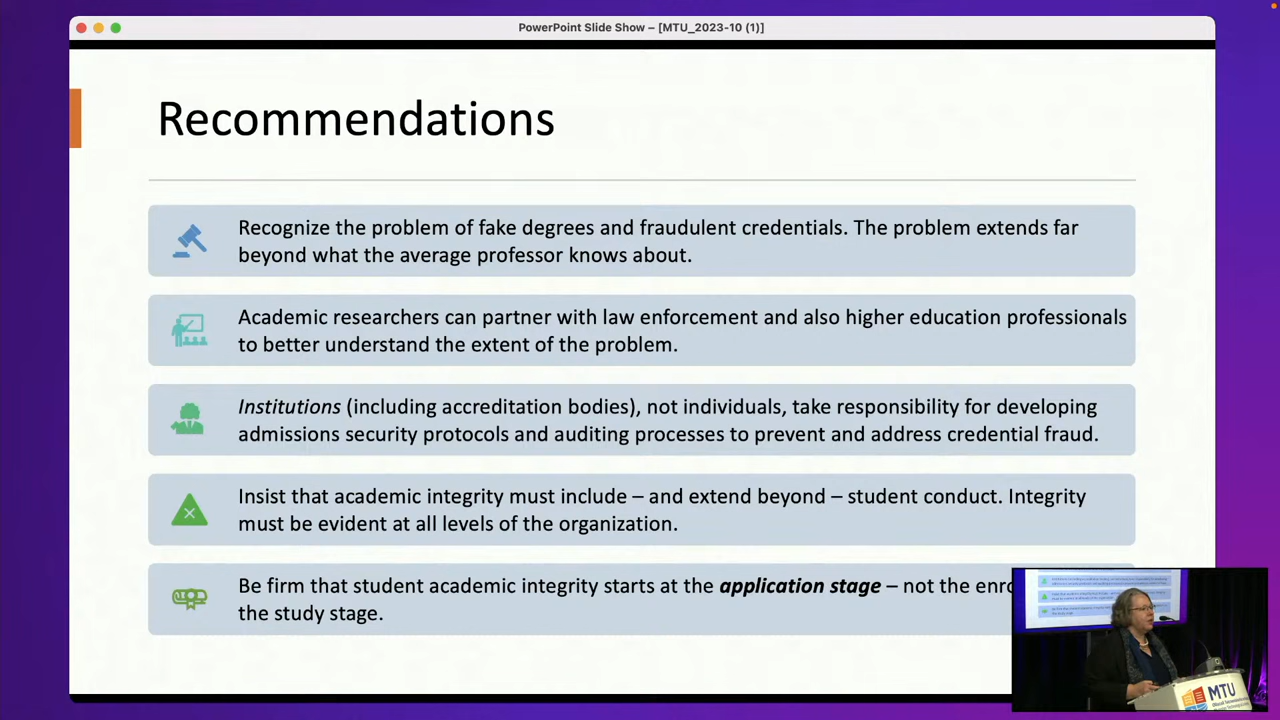 PowerPoint Slide Show – [MTU_2023-10 (1)]
Recommendations
Recognize the problem of fake degrees and fraudulent credentials. The problem extends far
beyond what the average professor knows about.
Academic researchers can partner with law enforcement and also higher education professionals
to better understand the extent of the problem.
Institutions (including accreditation bodies), not individuals, take responsibility for developing
admissions security protocols and auditing processes to prevent and address credential fraud.
Insist that academic integrity must include – and extend beyond – student conduct. Integrity
must be evident at all levels of the organization.
Be firm that student academic integrity starts at the application stage – not the
the study stage.
MTU